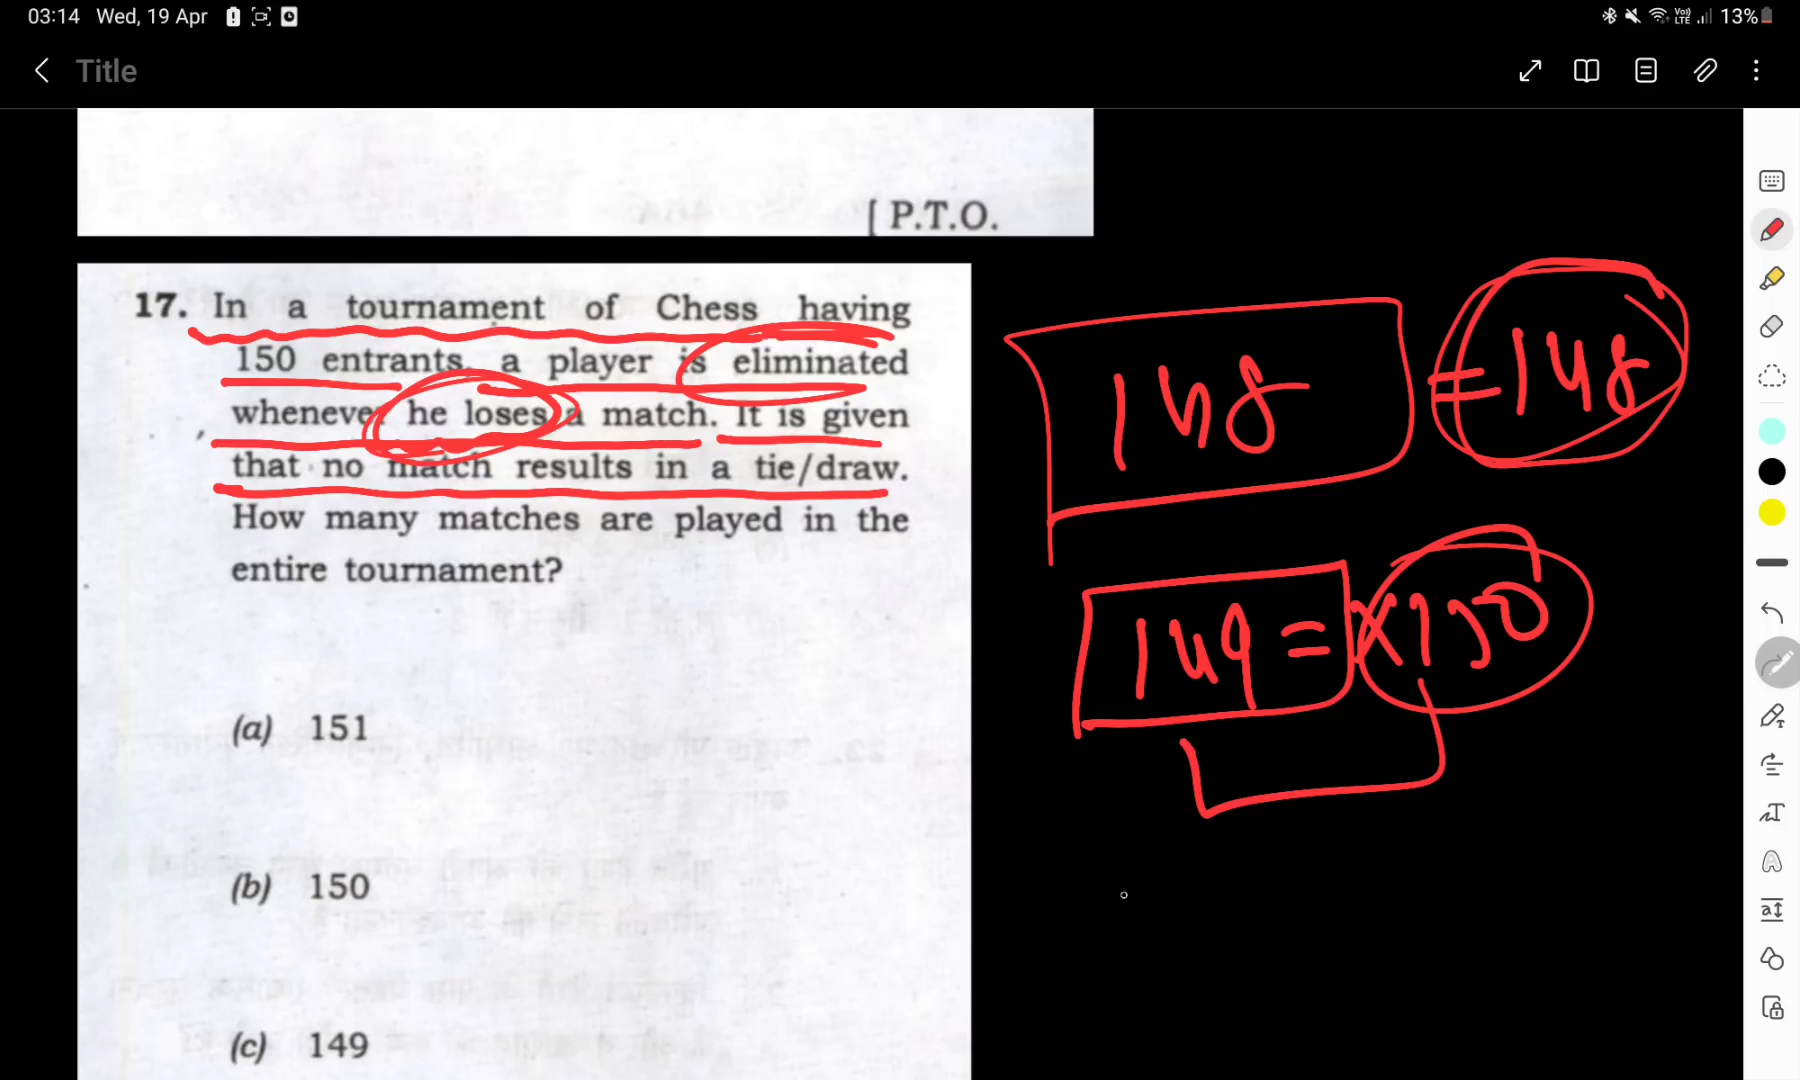 03:14 Wed, 19 Apr
Vo)) LTE 13%
Title
[ P.T.O.
17. In a tournament of Chess having
150 entrants, a player is eliminated
whenever he loses a match. It is given
that no match results in a tie/draw.
How many matches are played in the
entire tournament?
(a) 151
(b) 150
(c) 149
148 = 148
149 = ×150